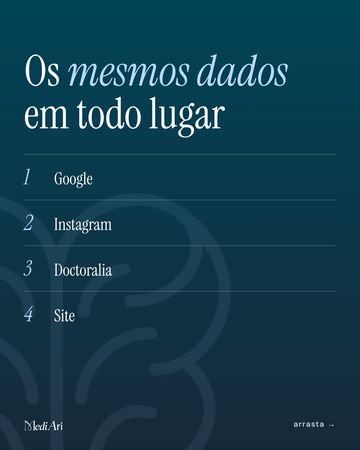 Os mesmos dados
em todo lugar
1 Google
2 Instagram
3 Doctoralia
4 Site
MediAri
arrasta →